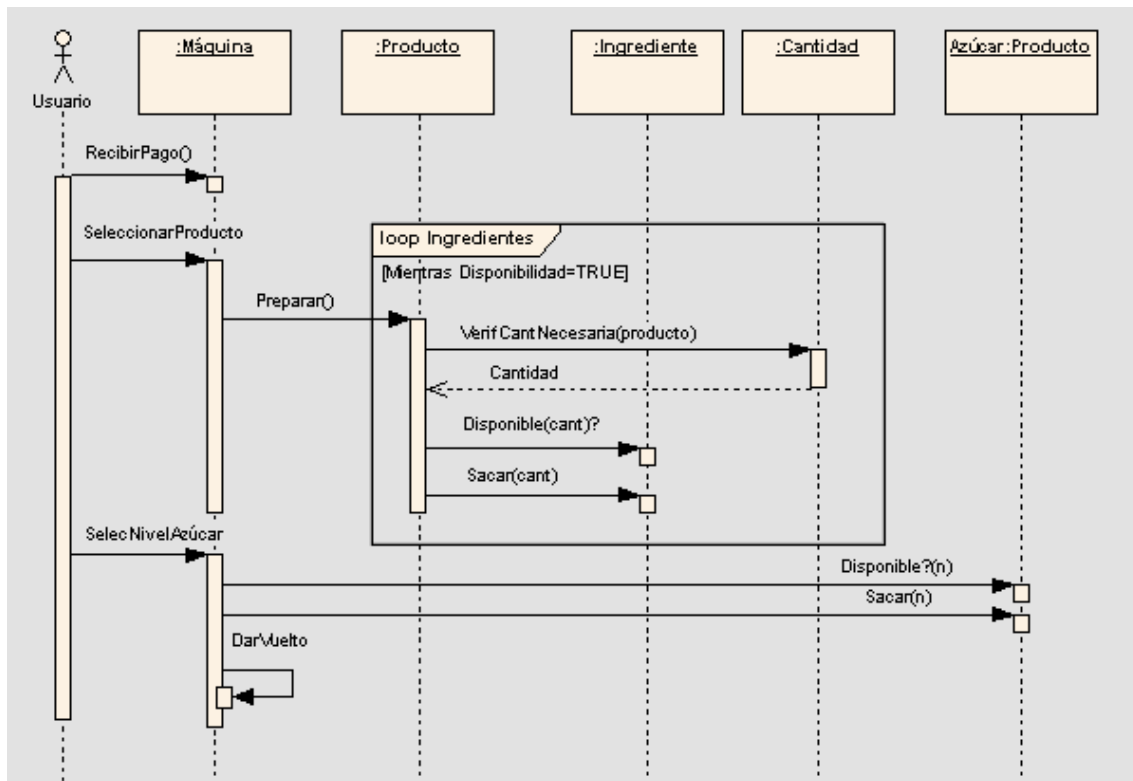 :Máquina
:Producto
:Ingrediente
:Cantidad
Azúcar:Producto
Usuario
RecibirPago()
SeleccionarProducto
loop Ingredientes
[Mientras Disponibilidad=TRUE]
Preparar()
VerifCantNecesaria(producto)
Cantidad
Disponible(cant)?
Sacar(cant)
SelecNivelAzúcar
Disponible?(n)
Sacar(n)
DarVuelto